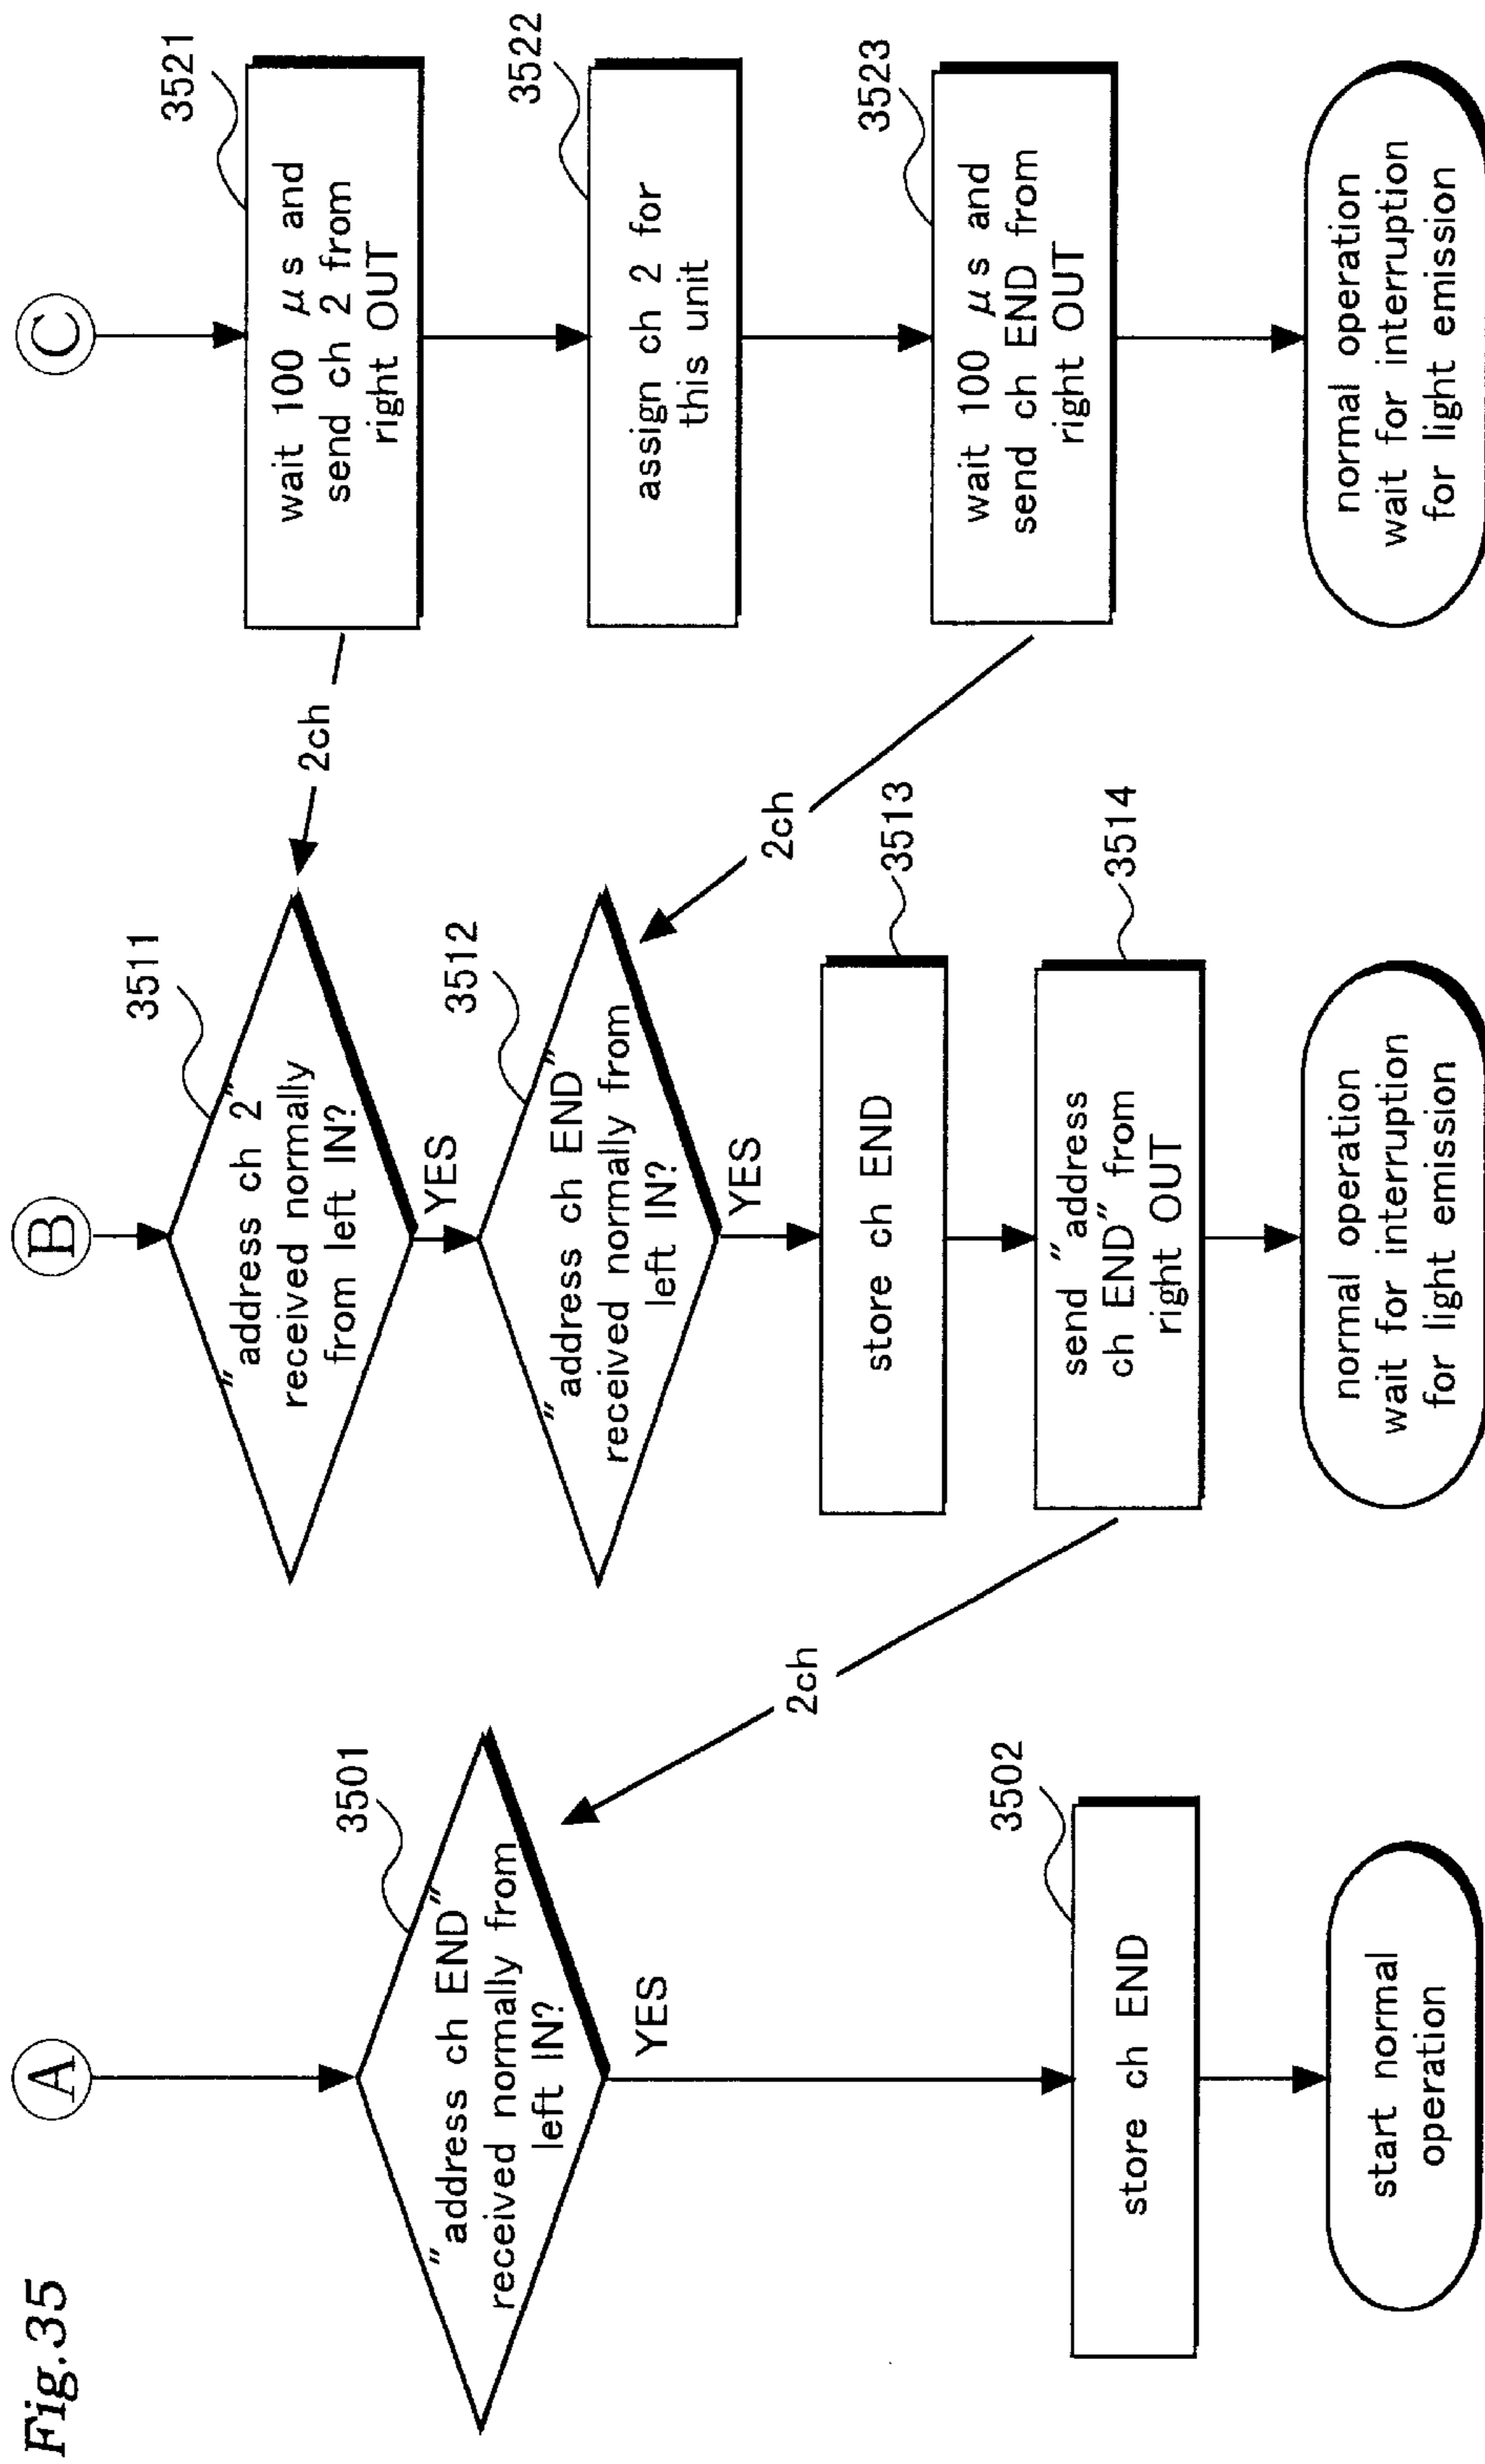 Fig.35
A
"address ch END"
received normally from
left IN?
3501
YES
store ch END
3502
start normal
operation
2ch
B
"address ch 2"
received normally
from left IN?
3511
YES
"address ch END"
received normally from
left IN?
3512
YES
store ch END
3513
send "address
ch END" from
right OUT
3514
normal operation
wait for interruption
for light emission
2ch
2ch
C
wait 100 μs and
send ch 2 from
right OUT
3521
assign ch 2 for
this unit
3522
wait 100 μs and
send ch END from
right OUT
3523
normal operation
wait for interruption
for light emission